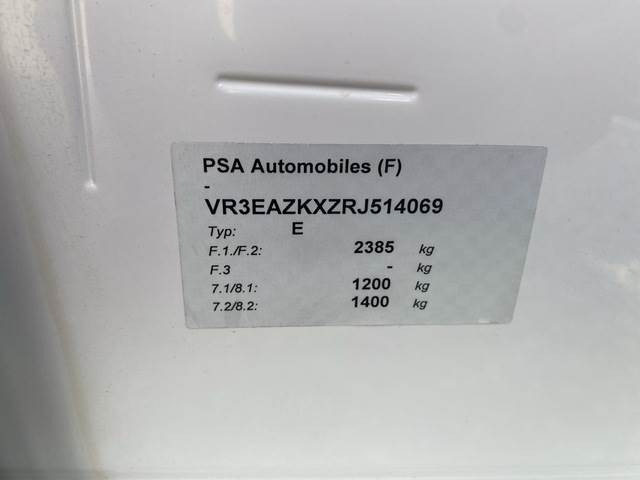 PSA Automobiles (F)
-
VR3EAZKXZRJ514069
Typ: E
F.1./F.2: 2385 kg
F.3 - kg
7.1/8.1: 1200 kg
7.2/8.2: 1400 kg